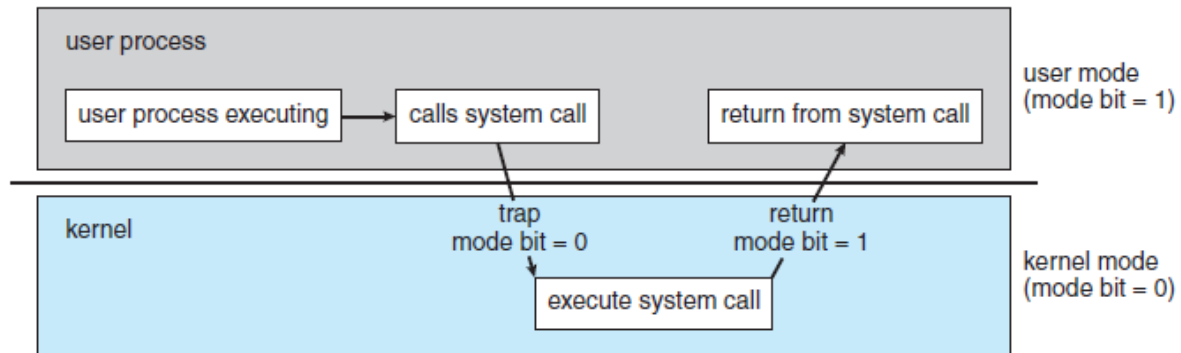 user process
user process executing
calls system call
return from system call
user mode
(mode bit = 1)
kernel
trap
mode bit = 0
return
mode bit = 1
execute system call
kernel mode
(mode bit = 0)